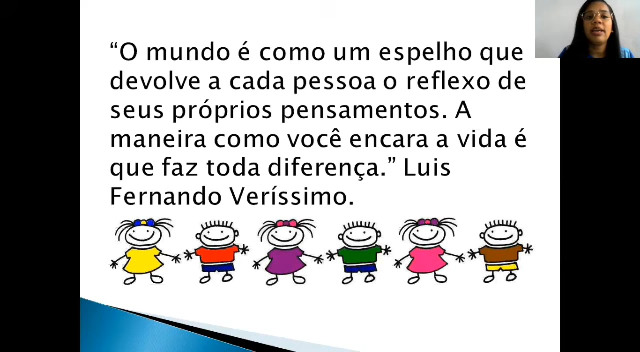 “O mundo é como um espelho que
devolve a cada pessoa o reflexo de
seus próprios pensamentos. A
maneira como você encara a vida é
que faz toda diferença.” Luis
Fernando Veríssimo.